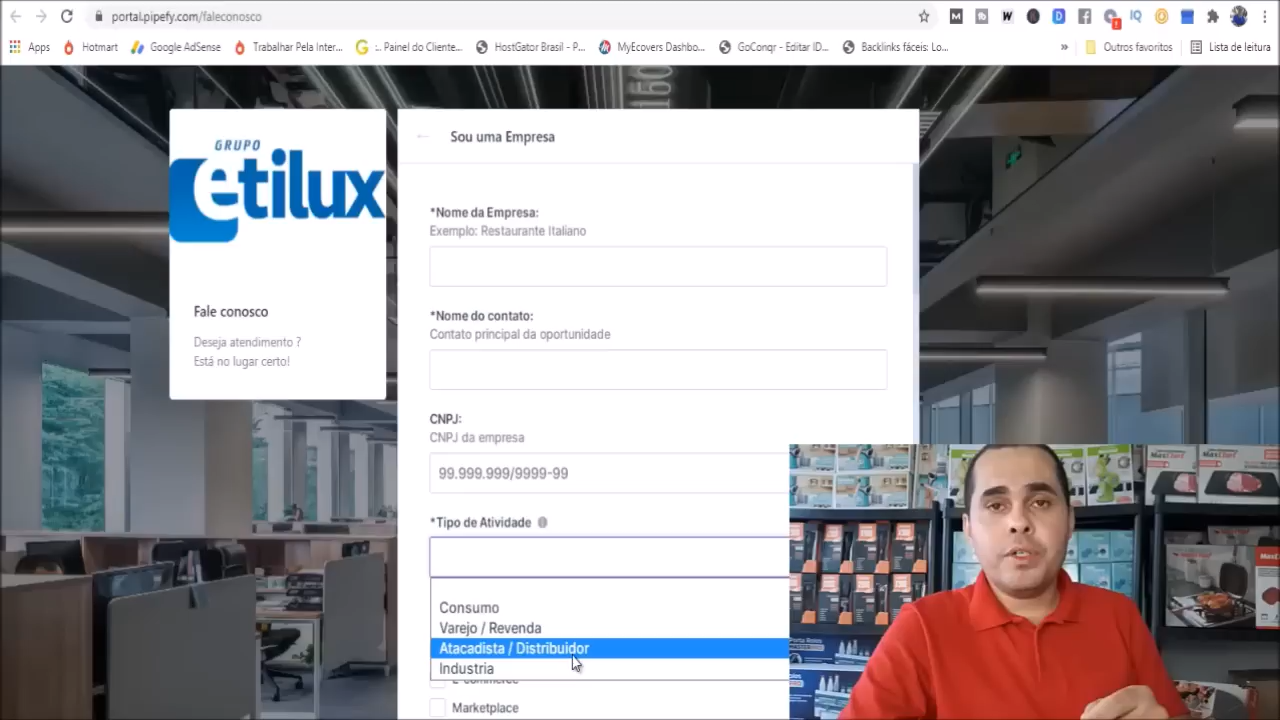 portal.pipefy.com/faleconosco
Apps
Hotmart
Google AdSense
Trabalhar Pela Inter...
:. Painel do Cliente...
HostGator Brasil - P...
MyEcovers Dashbo...
GoConqr - Editar ID...
Backlinks fáceis: Lo...
»
Outros favoritos
Lista de leitura
GRUPO
etilux
Fale conosco
Deseja atendimento ?
Está no lugar certo!
Sou uma Empresa
*Nome da Empresa:
Exemplo: Restaurante Italiano
*Nome do contato:
Contato principal da oportunidade
CNPJ:
CNPJ da empresa
99.999.999/9999-99
*Tipo de Atividade
Consumo
Varejo / Revenda
Atacadista / Distribuidor
Industria
E-commerce
Marketplace
MaxChef
MaxChef